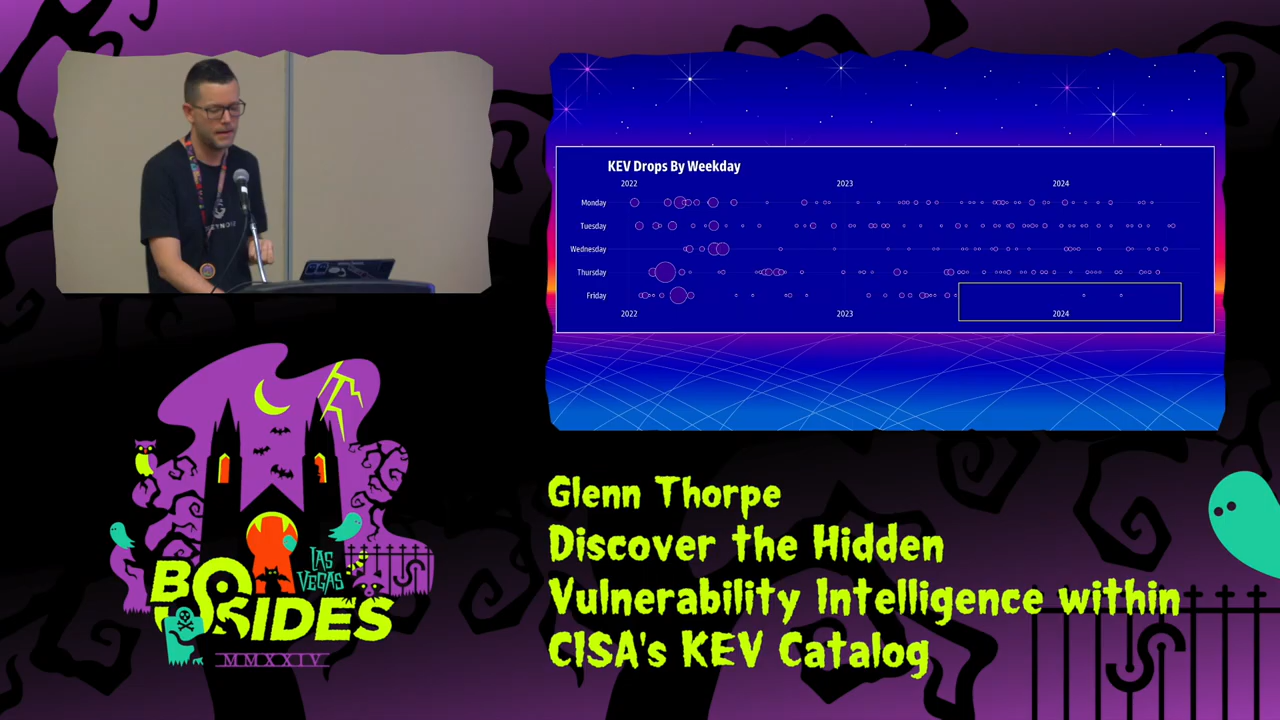 KEV Drops By Weekday
2022 2023 2024
Monday
Tuesday
Wednesday
Thursday
Friday
2022 2023 2024
LAS
VEGAS
BSIDES
MMXXIV
Glenn Thorpe
Discover the Hidden
Vulnerability Intelligence within
CISA's KEV Catalog